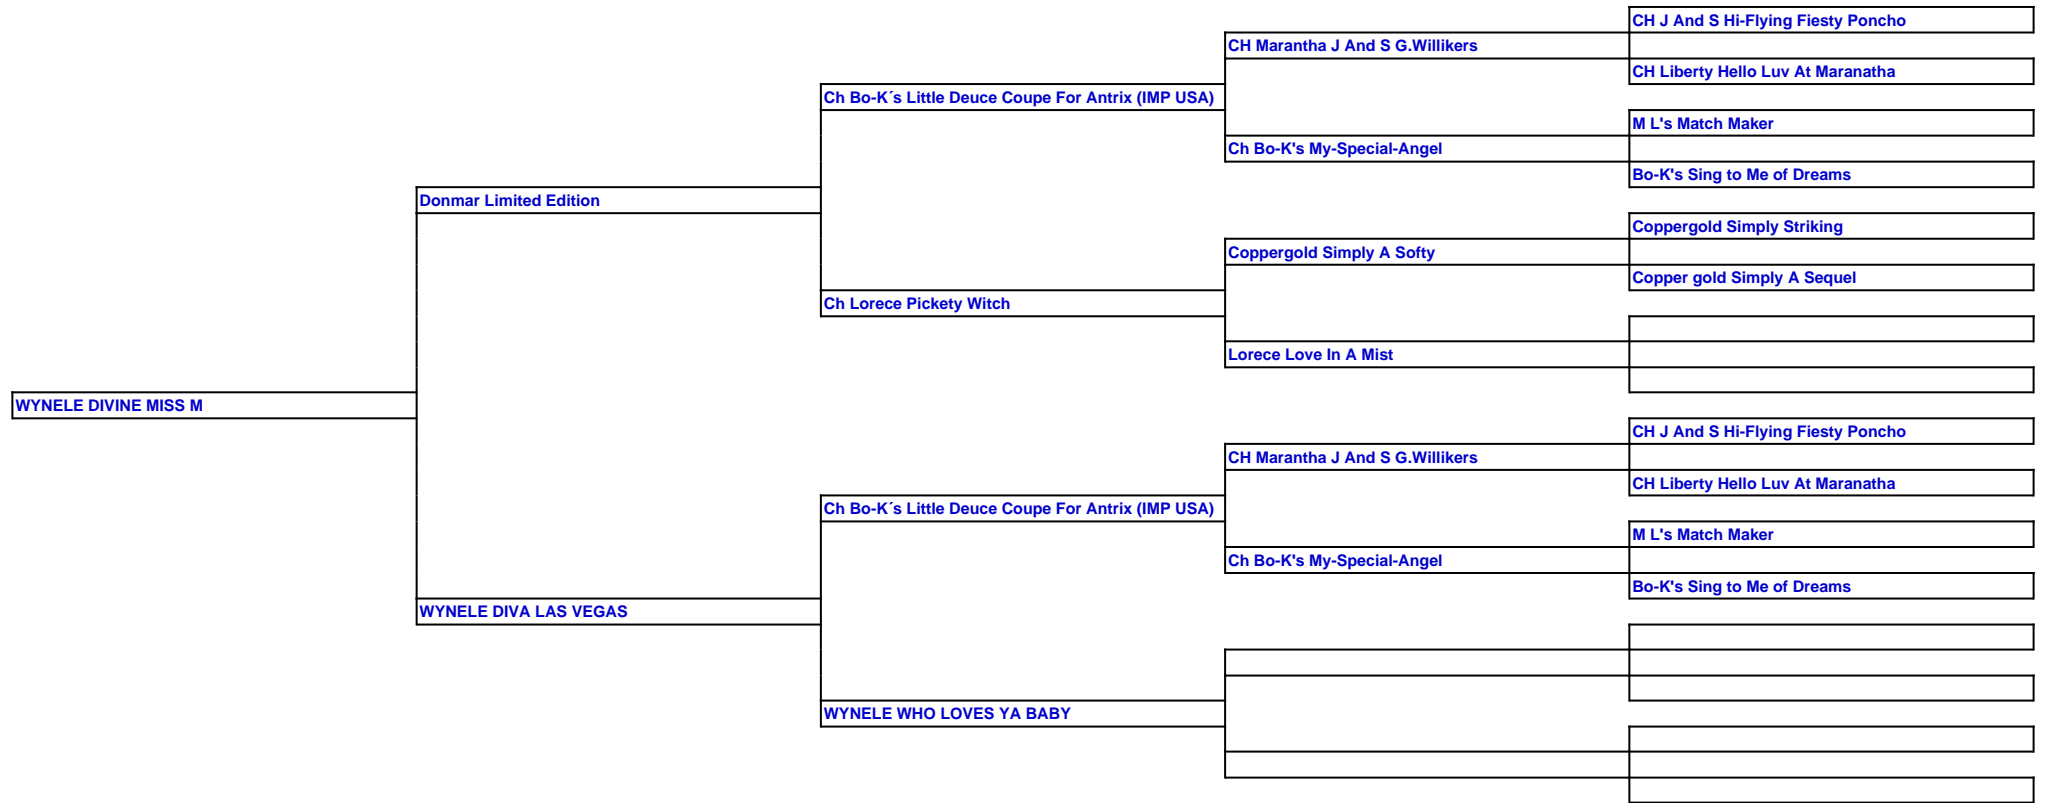 CH J And S Hi-Flying Fiesty Poncho
CH Marantha J And S G.Willikers
CH Liberty Hello Luv At Maranatha
Ch Bo-K´s Little Deuce Coupe For Antrix (IMP USA)
M L's Match Maker
Ch Bo-K's My-Special-Angel
Bo-K's Sing to Me of Dreams
Donmar Limited Edition
Coppergold Simply Striking
Coppergold Simply A Softy
Copper gold Simply A Sequel
Ch Lorece Pickety Witch
Lorece Love In A Mist
WYNELE DIVINE MISS M
CH J And S Hi-Flying Fiesty Poncho
CH Marantha J And S G.Willikers
CH Liberty Hello Luv At Maranatha
Ch Bo-K´s Little Deuce Coupe For Antrix (IMP USA)
M L's Match Maker
Ch Bo-K's My-Special-Angel
Bo-K's Sing to Me of Dreams
WYNELE DIVA LAS VEGAS
WYNELE WHO LOVES YA BABY